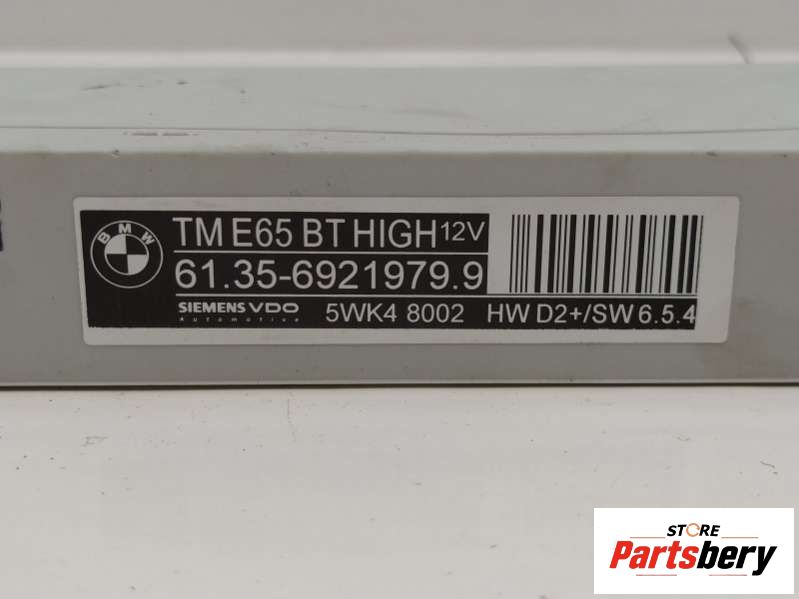 BMW
TM E65 BT HIGH 12V
61.35-6921979.9
SIEMENS VDO
Automotive
5WK4 8002 HW D2+/SW 6.5.4
STORE
Partsbery